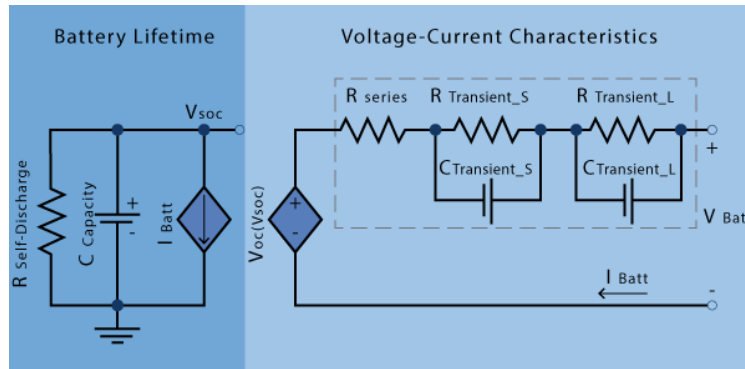 Battery Lifetime
Voltage-Current Characteristics
R series
R Transient_S
R Transient_L
Vsoc
+
CTransient_S
CTransient_L
R Self-Discharge
C Capacity
+
-
I Batt
Voc(Vsoc)
+
-
V Bat
I Batt
-